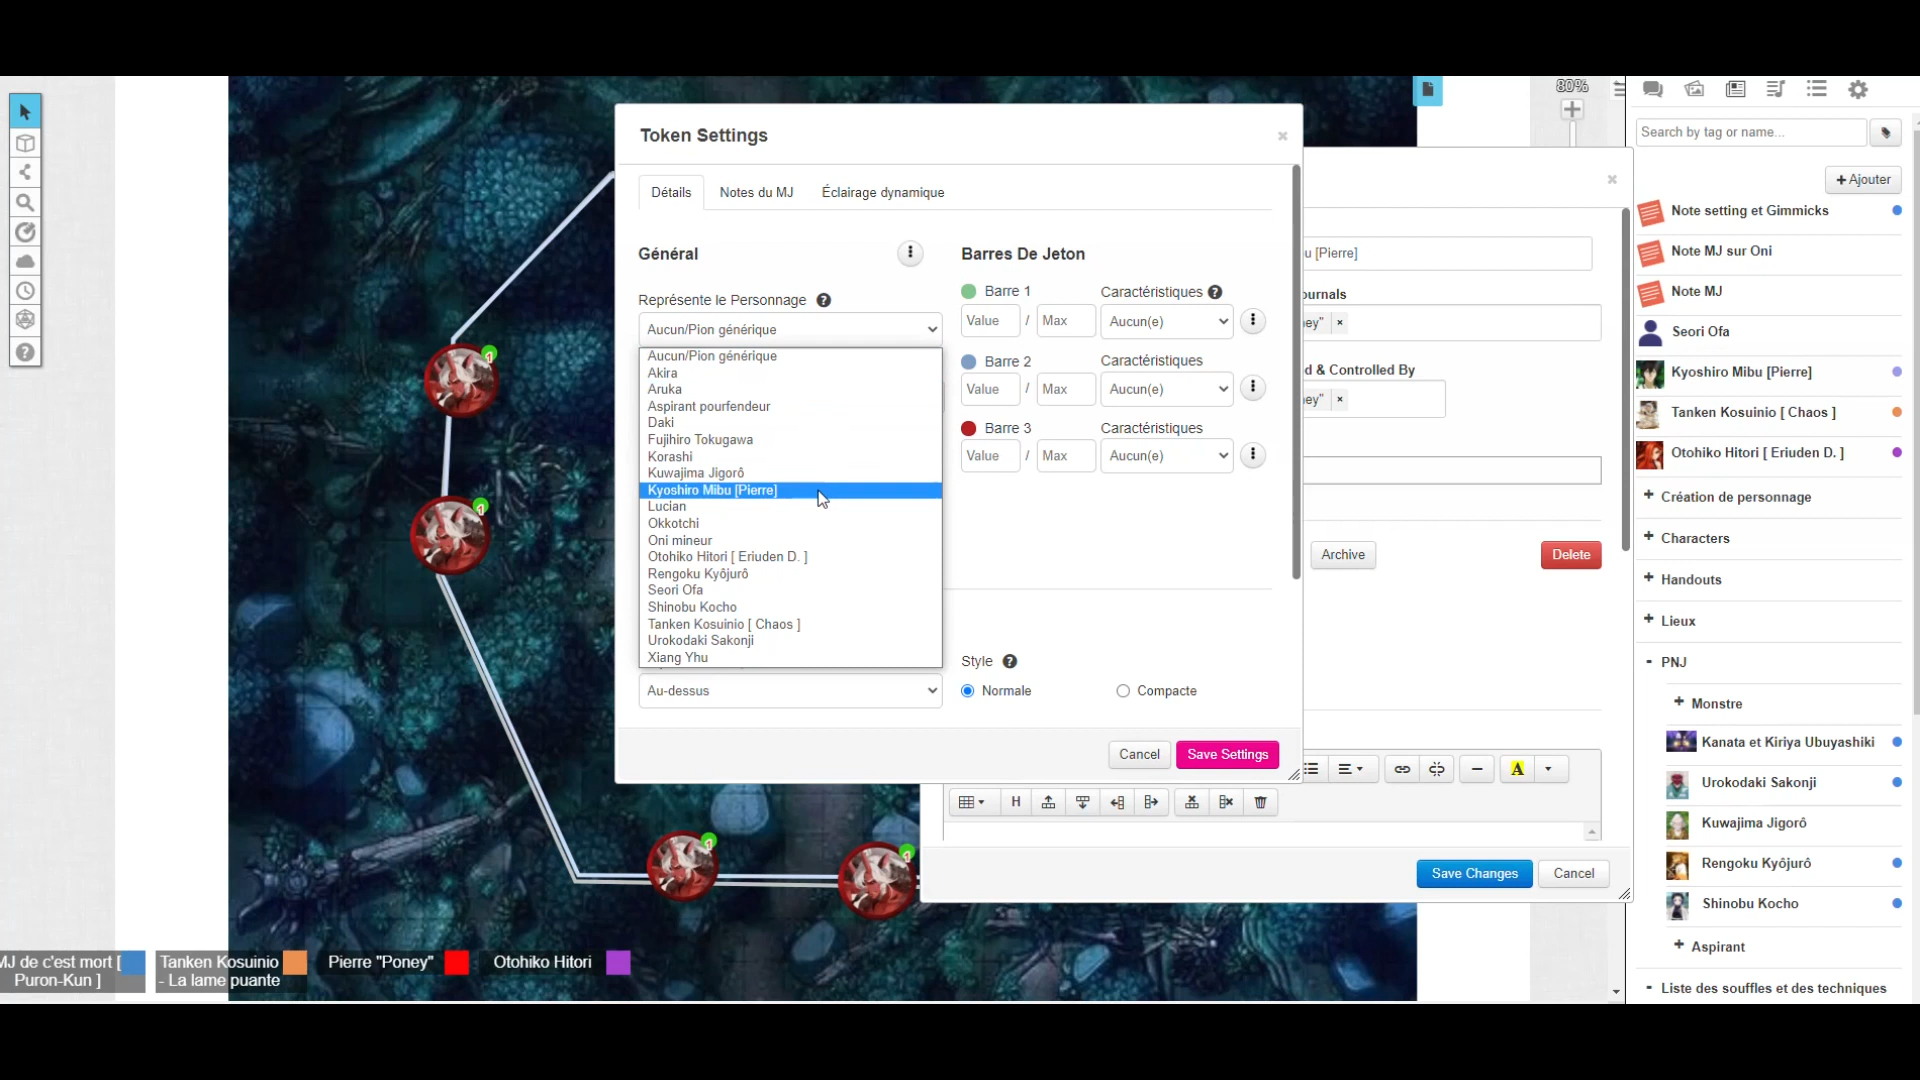 80%
Search by tag or name...
+ Ajouter
Note setting et Gimmicks
Note MJ sur Oni
Note MJ
Seori Ofa
Kyoshiro Mibu [Pierre]
Tanken Kosuinio [ Chaos ]
Otohiko Hitori [ Eriuden D. ]
+ Création de personnage
+ Characters
+ Handouts
+ Lieux
- PNJ
+ Monstre
Kanata et Kiriya Ubuyashiki
Urokodaki Sakonji
Kuwajima Jigorô
Rengoku Kyôjurô
Shinobu Kocho
+ Aspirant
- Liste des souffles et des techniques
Token Settings
Détails
Notes du MJ
Éclairage dynamique
Général
Représente le Personnage ?
Aucun/Pion générique
Aucun/Pion générique
Akira
Aruka
Aspirant pourfendeur
Daki
Fujihiro Tokugawa
Korashi
Kuwajima Jigorô
Kyoshiro Mibu [Pierre]
Lucian
Okkotchi
Oni mineur
Otohiko Hitori [ Eriuden D. ]
Rengoku Kyôjurô
Seori Ofa
Shinobu Kocho
Tanken Kosuinio [ Chaos ]
Urokodaki Sakonji
Xiang Yhu
Au-dessus
Barres De Jeton
Barre 1
Caractéristiques ?
Value / Max Aucun(e)
Barre 2
Caractéristiques
Value / Max Aucun(e)
Barre 3
Caractéristiques
Value / Max Aucun(e)
Style ?
Normale
Compacte
Cancel
Save Settings
u [Pierre]
ournals
ey" ×
d & Controlled By
ey" ×
Archive
Delete
A
H
Save Changes
Cancel
1
1
1
1
MJ de c'est mort [
Puron-Kun ]
Tanken Kosuinio
- La lame puante
Pierre "Poney"
Otohiko Hitori